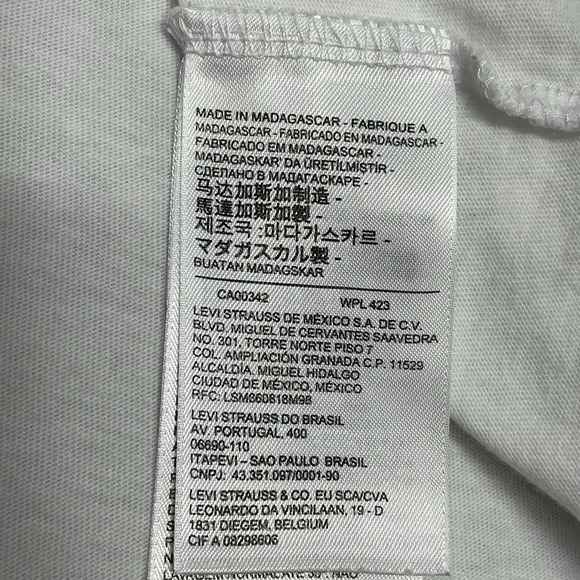 MADE IN MADAGASCAR - FABRIQUE A
MADAGASCAR - FABRICADO EN MADAGASCAR -
FABRICADO EM MADAGASCAR -
MADAGASKAR' DA ÜRETILMİSTIR -
СДЕЛАНО В МАДАГАСКАРЕ -
马达加斯加制造 -
馬達加斯加製 -
제조국 :마다가스카르 -
マダガスカル製 -
BUATAN MADAGSKAR
CA00342 WPL 423
LEVI STRAUSS DE MÉXICO S.A. DE C.V.
BLVD. MIGUEL DE CERVANTES SAAVEDRA
NO. 301, TORRE NORTE PISO 7
COL. AMPLIACIÓN GRANADA C.P. 11529
ALCALDÍA. MIGUEL HIDALGO
CIUDAD DE MÉXICO, MÉXICO
RFC: LSM860818M98
LEVI STRAUSS DO BRASIL
AV. PORTUGAL, 400
06690-110
ITAPEVI – SAO PAULO BRASIL
CNPJ: 43.351.097/0001-90
LEVI STRAUSS & CO. EU SCA/CVA
LEONARDO DA VINCILAAN, 19 - D
1831 DIEGEM, BELGIUM
CIF A 08298606